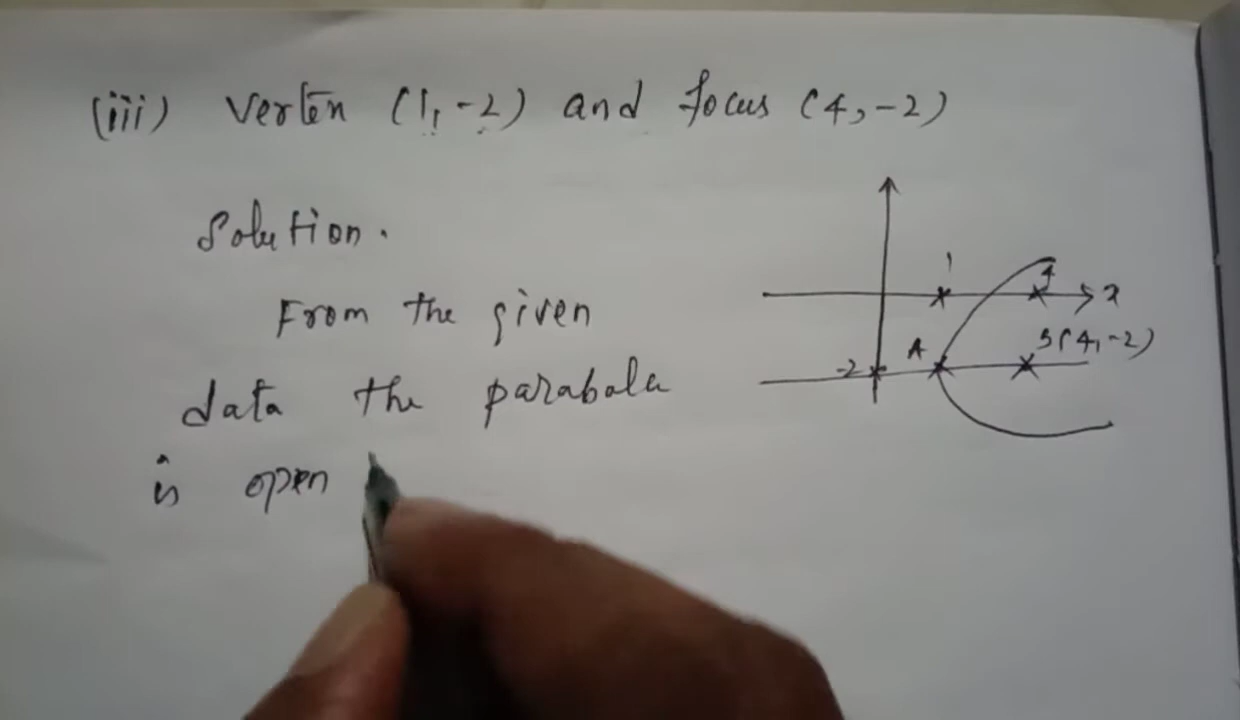 (iii) Vertex (1, -2) and focus (4, -2)
Solution.
From the given
data the parabola
is open
1
4
x
-2
A
S(4, -2)